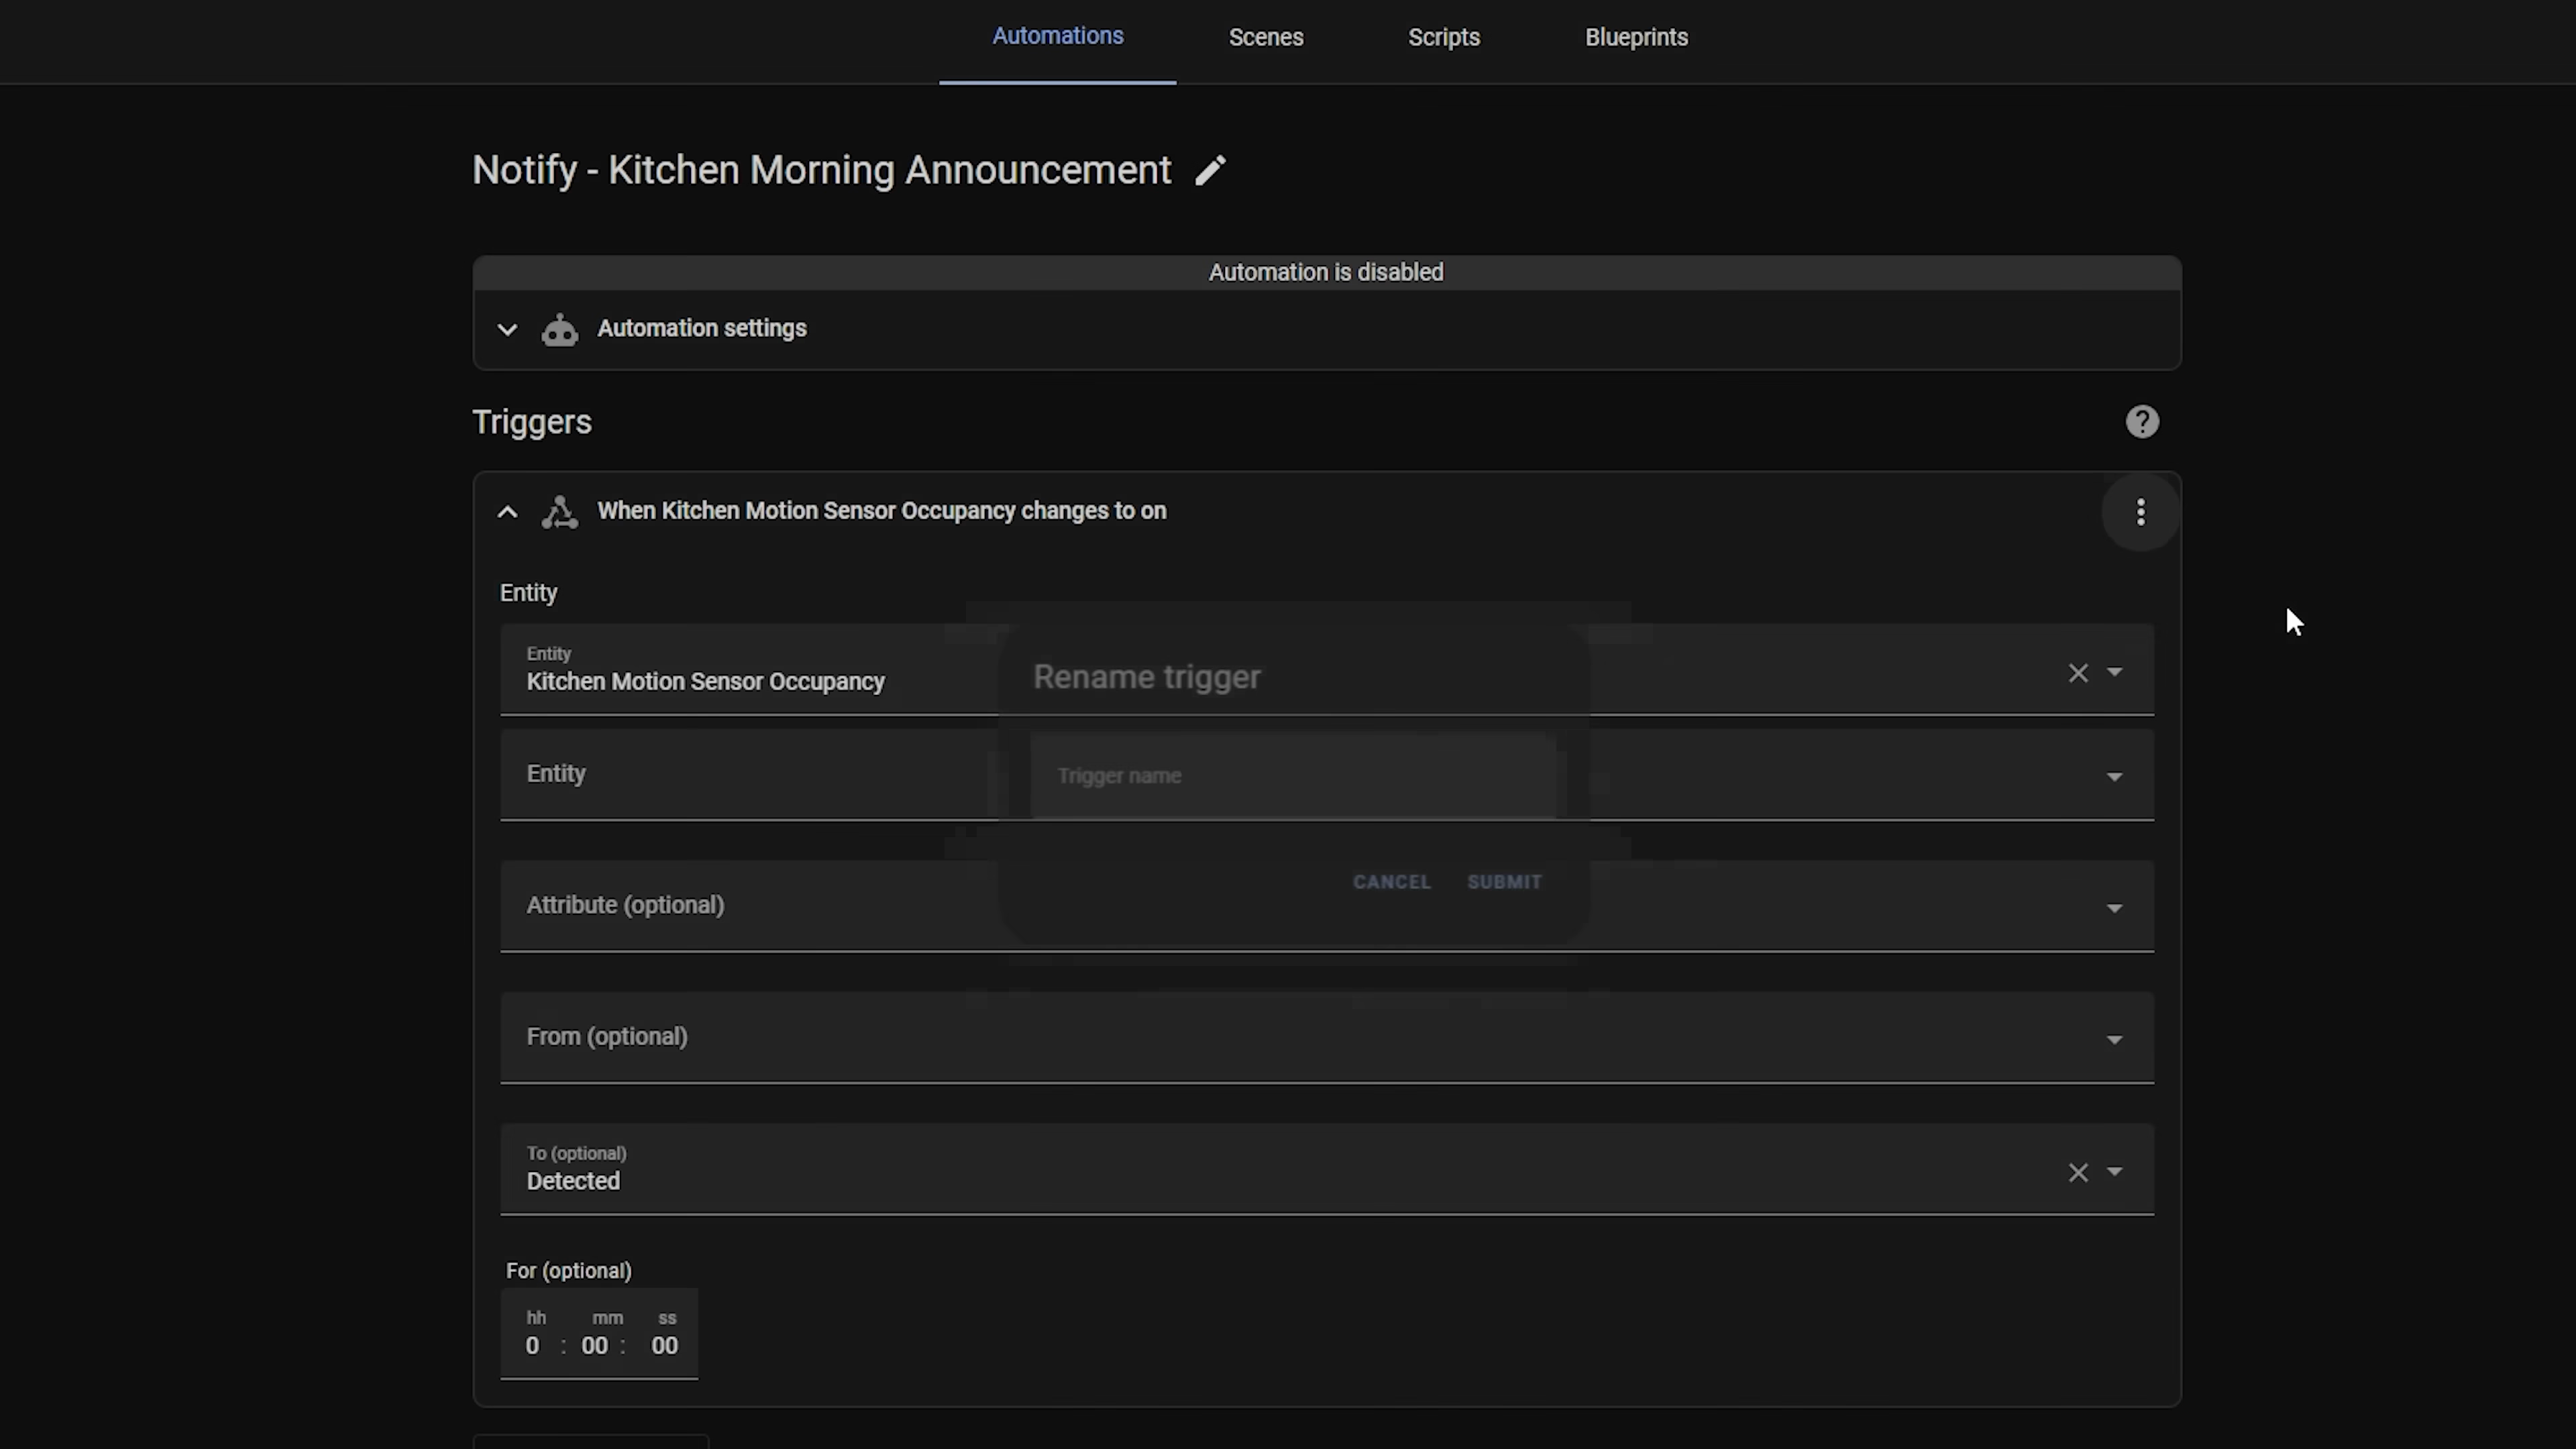 Automations
Scenes
Scripts
Blueprints
Notify - Kitchen Morning Announcement
Automation is disabled
Automation settings
Triggers
When Kitchen Motion Sensor Occupancy changes to on
Entity
Entity
Kitchen Motion Sensor Occupancy
Rename trigger
Entity
Trigger name
CANCEL
SUBMIT
Attribute (optional)
From (optional)
To (optional)
Detected
For (optional)
hh mm ss
0 : 00 : 00